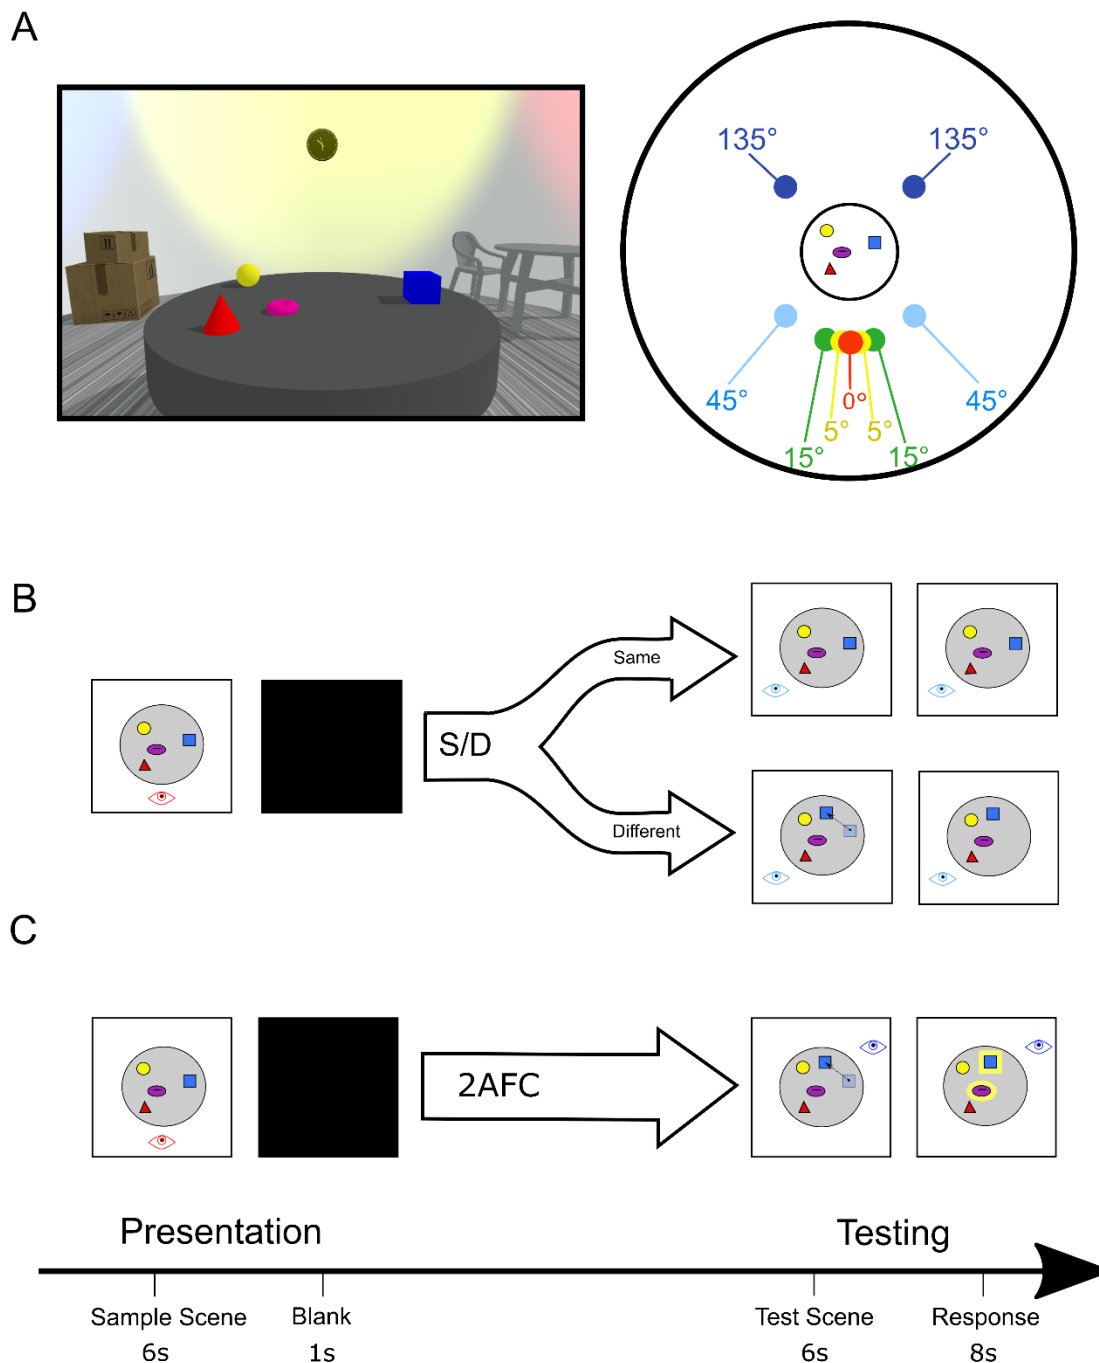 A
135°
135°
45°
45°
0°
5°
5°
15°
15°
B
Same
S/D
Different
C
2AFC
Presentation
Testing
Sample Scene
Blank
Test Scene
Response
6s
1s
6s
8s